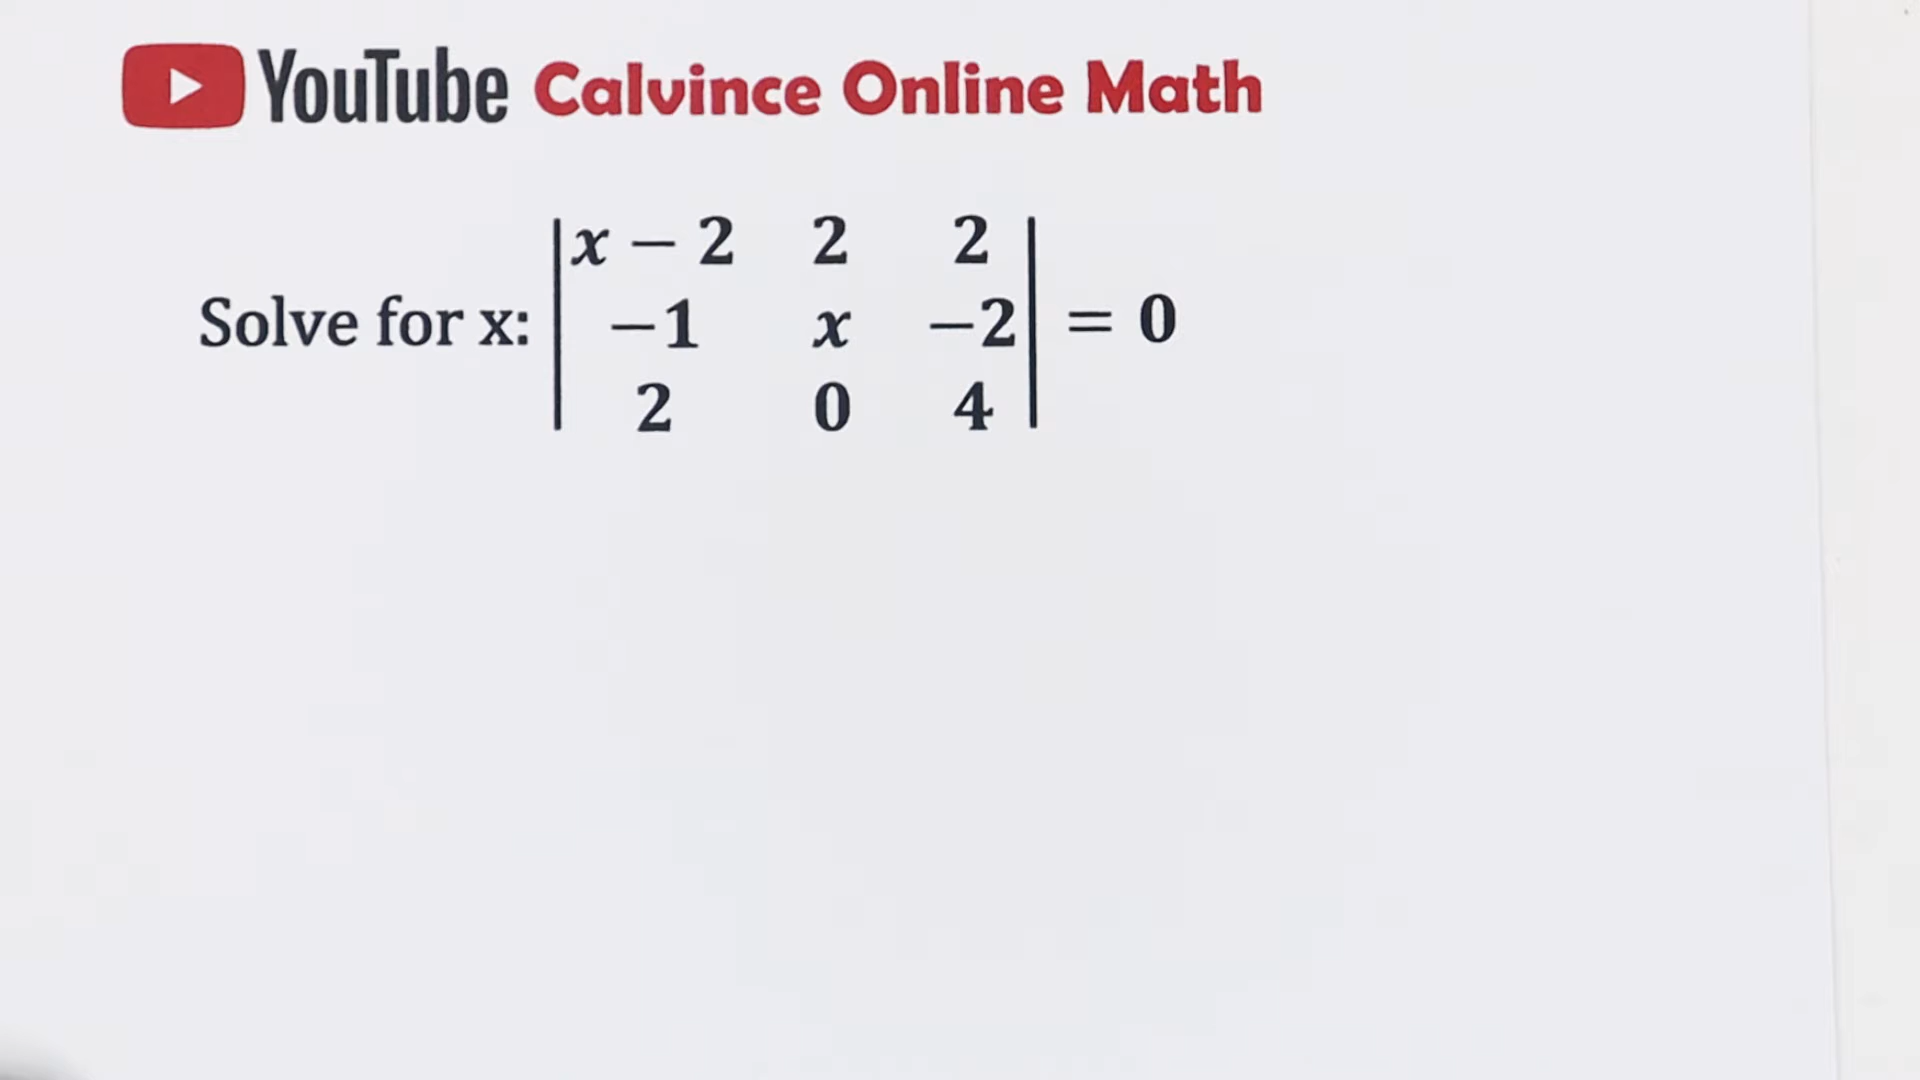 YouTube Calvince Online Math
Solve for x: |x − 2 2 2|
|−1 x −2| = 0
|2 0 4|